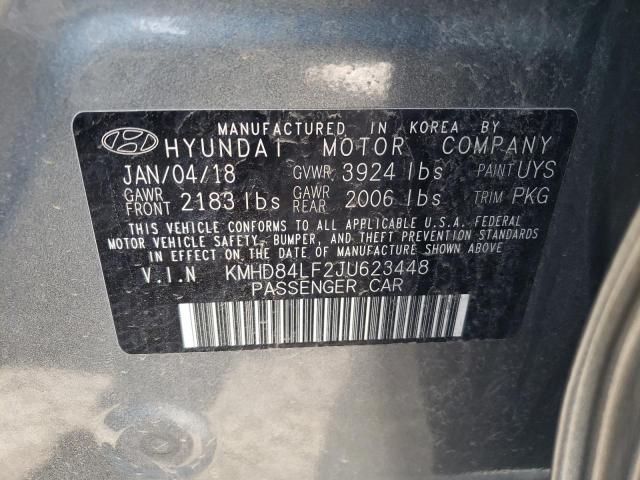 MANUFACTURED IN KOREA BY
HYUNDAI MOTOR COMPANY
JAN/04/18 GVWR 3924 lbs PAINT UYS
GAWR FRONT 2183 lbs GAWR REAR 2006 lbs TRIM PKG
THIS VEHICLE CONFORMS TO ALL APPLICABLE U.S.A. FEDERAL
MOTOR VEHICLE SAFETY, BUMPER, AND THEFT PREVENTION STANDARDS
IN EFFECT ON THE DATE OF MANUFACTURE SHOWN ABOVE.
V.I.N KMHD84LF2JU623448
PASSENGER CAR